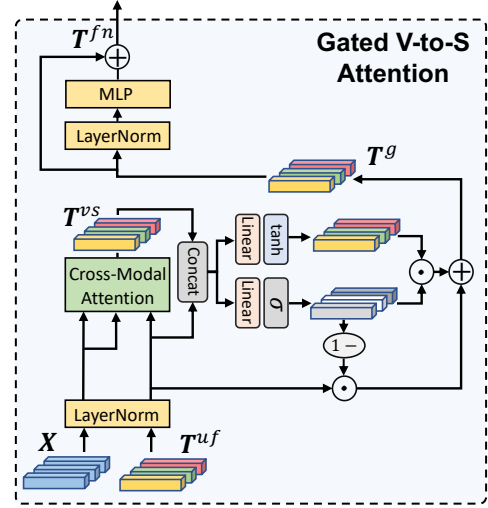 T^{fn}
Gated V-to-S
Attention
MLP
LayerNorm
T^g
T^{vs}
Cross-Modal
Attention
Concat
Linear
tanh
Linear
σ
1 −
LayerNorm
X
T^{uf}